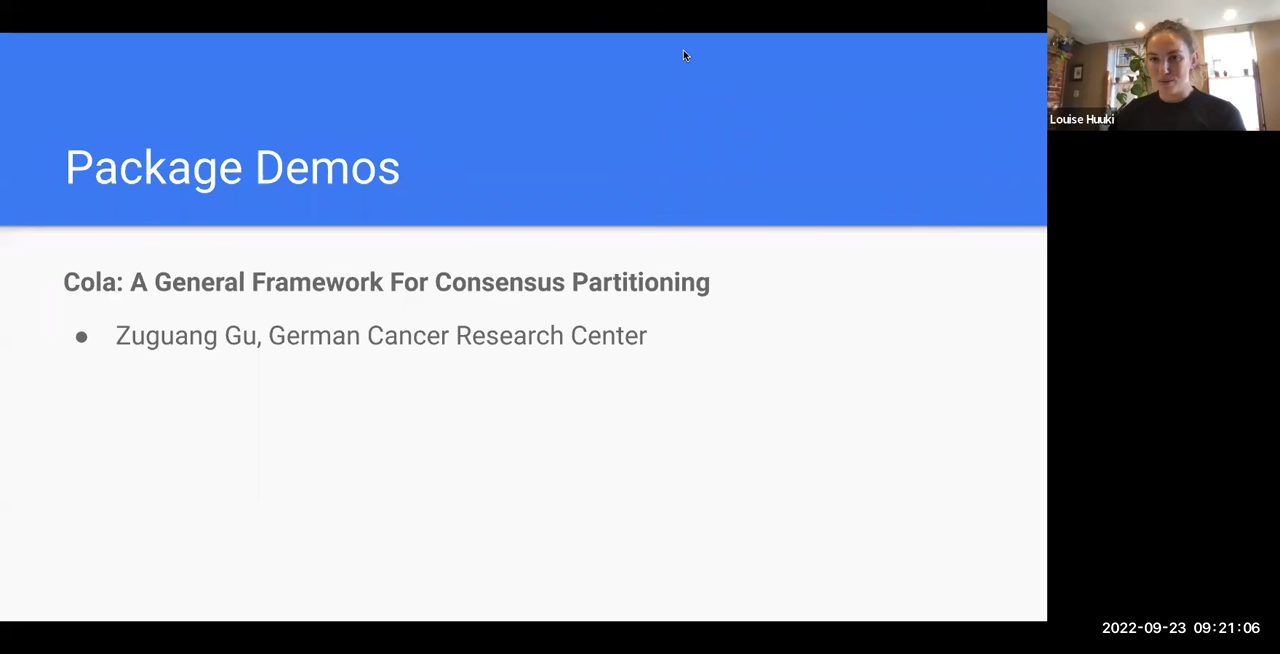 Package Demos
Louise Huuki
Cola: A General Framework For Consensus Partitioning
● Zuguang Gu, German Cancer Research Center
2022-09-23 09:21:06